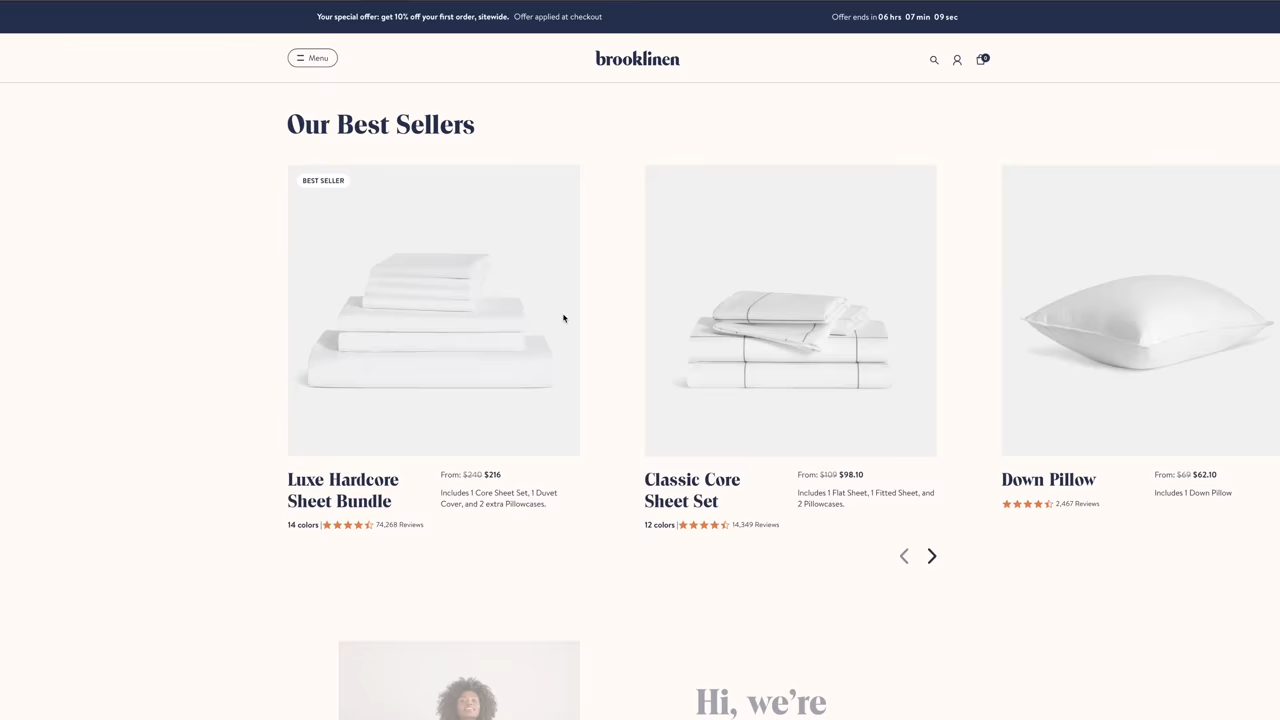 Your special offer: get 10% off your first order, sitewide. Offer applied at checkout
Offer ends in 06 hrs 07 min 09 sec
Menu
brooklinen
0
Our Best Sellers
BEST SELLER
Luxe Hardcore
Sheet Bundle
From: $240 $216
Includes 1 Core Sheet Set, 1 Duvet
Cover, and 2 extra Pillowcases.
14 colors | 74,268 Reviews
Classic Core
Sheet Set
From: $109 $98.10
Includes 1 Flat Sheet, 1 Fitted Sheet, and
2 Pillowcases.
12 colors | 14,349 Reviews
Down Pillow
From: $69 $62.10
Includes 1 Down Pillow
2,467 Reviews
Hi, we’re